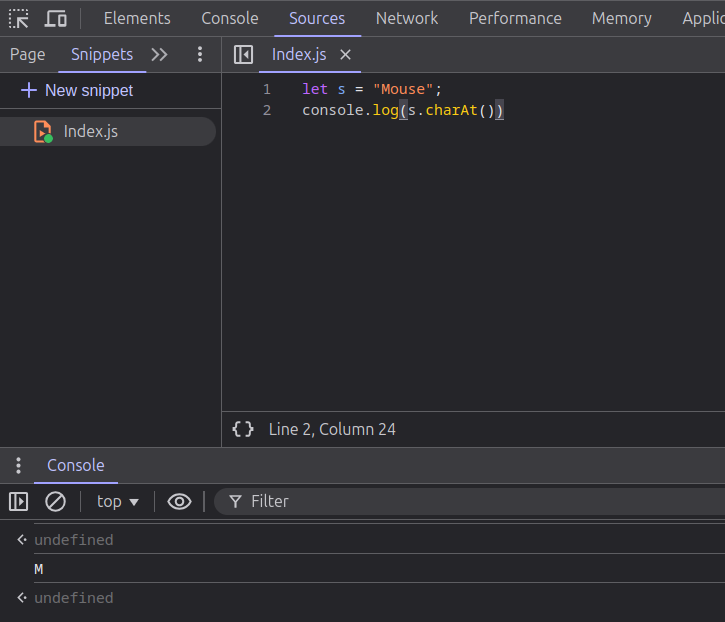 Elements Console Sources Network Performance Memory Applic
Page Snippets Index.js
New snippet
Index.js
1 let s = "Mouse";
2 console.log(s.charAt())
{} Line 2, Column 24
Console
top Filter
undefined
M
undefined